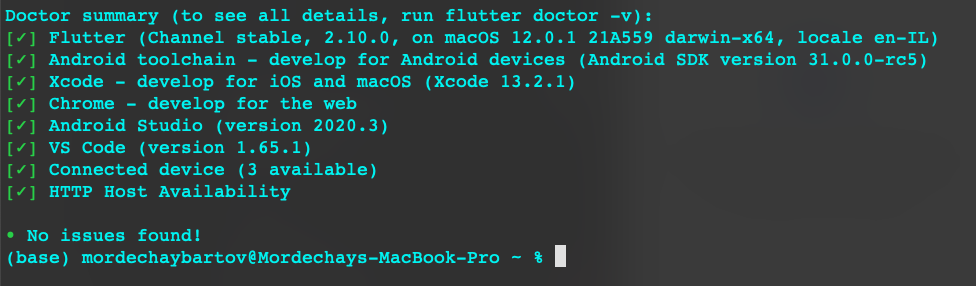 Doctor summary (to see all details, run flutter doctor -v):
[✓] Flutter (Channel stable, 2.10.0, on macOS 12.0.1 21A559 darwin-x64, locale en-IL)
[✓] Android toolchain - develop for Android devices (Android SDK version 31.0.0-rc5)
[✓] Xcode - develop for iOS and macOS (Xcode 13.2.1)
[✓] Chrome - develop for the web
[✓] Android Studio (version 2020.3)
[✓] VS Code (version 1.65.1)
[✓] Connected device (3 available)
[✓] HTTP Host Availability
• No issues found!
(base) mordechaybartov@Mordechays-MacBook-Pro ~ %